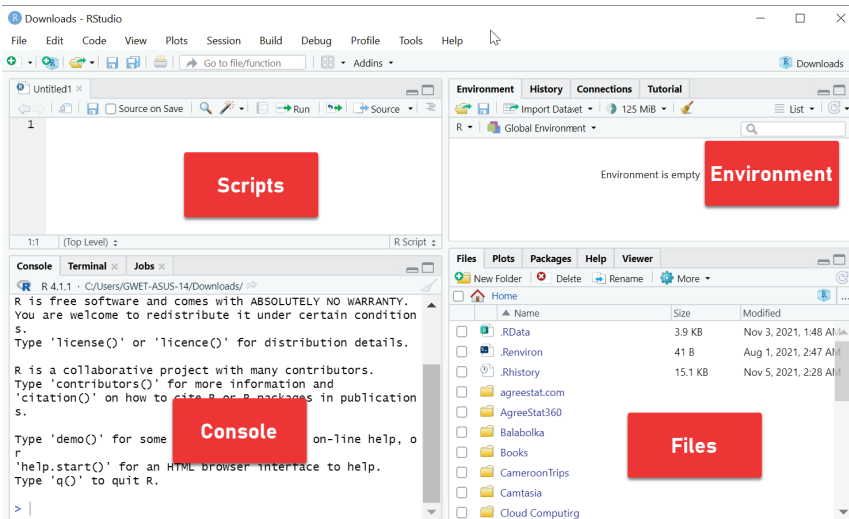 Downloads - RStudio
File Edit Code View Plots Session Build Debug Profile Tools Help
Go to file/function Addins Downloads
Untitled1
Source on Save Run Source
1
Scripts
1:1 (Top Level) R Script
Console Terminal Jobs
R 4.1.1 · C:/Users/GWET-ASUS-14/Downloads/
R is free software and comes with ABSOLUTELY NO WARRANTY.
You are welcome to redistribute it under certain condition
s.
Type 'license()' or 'licence()' for distribution details.
R is a collaborative project with many contributors.
Type 'contributors()' for more information and
'citation()' on how to cite R or R packages in publication
s.
Type 'demo()' for some on-line help, o
r
'help.start()' for an HTML browser interface to help.
Type 'q()' to quit R.
>
Console
Environment History Connections Tutorial
Import Dataset 125 MiB List
R Global Environment
Environment is empty
Environment
Files Plots Packages Help Viewer
New Folder Delete Rename More
Home ...
Name Size Modified
.RData 3.9 KB Nov 3, 2021, 1:48 AM
.Renviron 41 B Aug 1, 2021, 2:47 AM
.Rhistory 15.1 KB Nov 5, 2021, 2:28 AM
agreestat.com
AgreeStat360
Balabolka
Books
CameroonTrips
Camtasia
Cloud Computing
Files